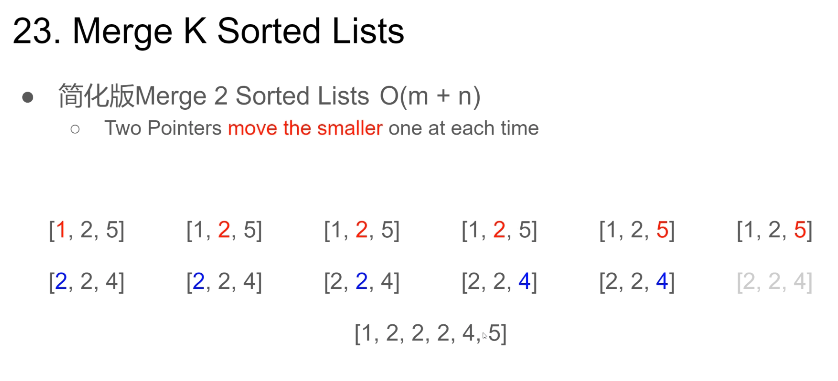 23. Merge K Sorted Lists
● 简化版Merge 2 Sorted Lists O(m + n)
○ Two Pointers move the smaller one at each time
[1, 2, 5] [1, 2, 5] [1, 2, 5] [1, 2, 5] [1, 2, 5] [1, 2, 5]
[2, 2, 4] [2, 2, 4] [2, 2, 4] [2, 2, 4] [2, 2, 4] [2, 2, 4]
[1, 2, 2, 2, 4, 5]